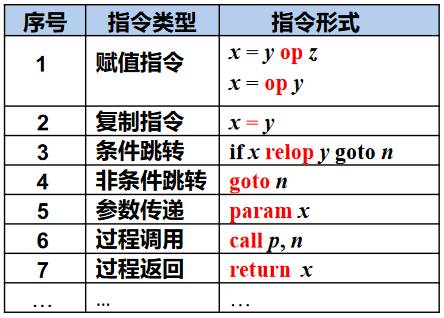 序号 指令类型 指令形式
1 赋值指令 x = y op z
x = op y
2 复制指令 x = y
3 条件跳转 if x relop y goto n
4 非条件跳转 goto n
5 参数传递 param x
6 过程调用 call p, n
7 过程返回 return x
… ... …